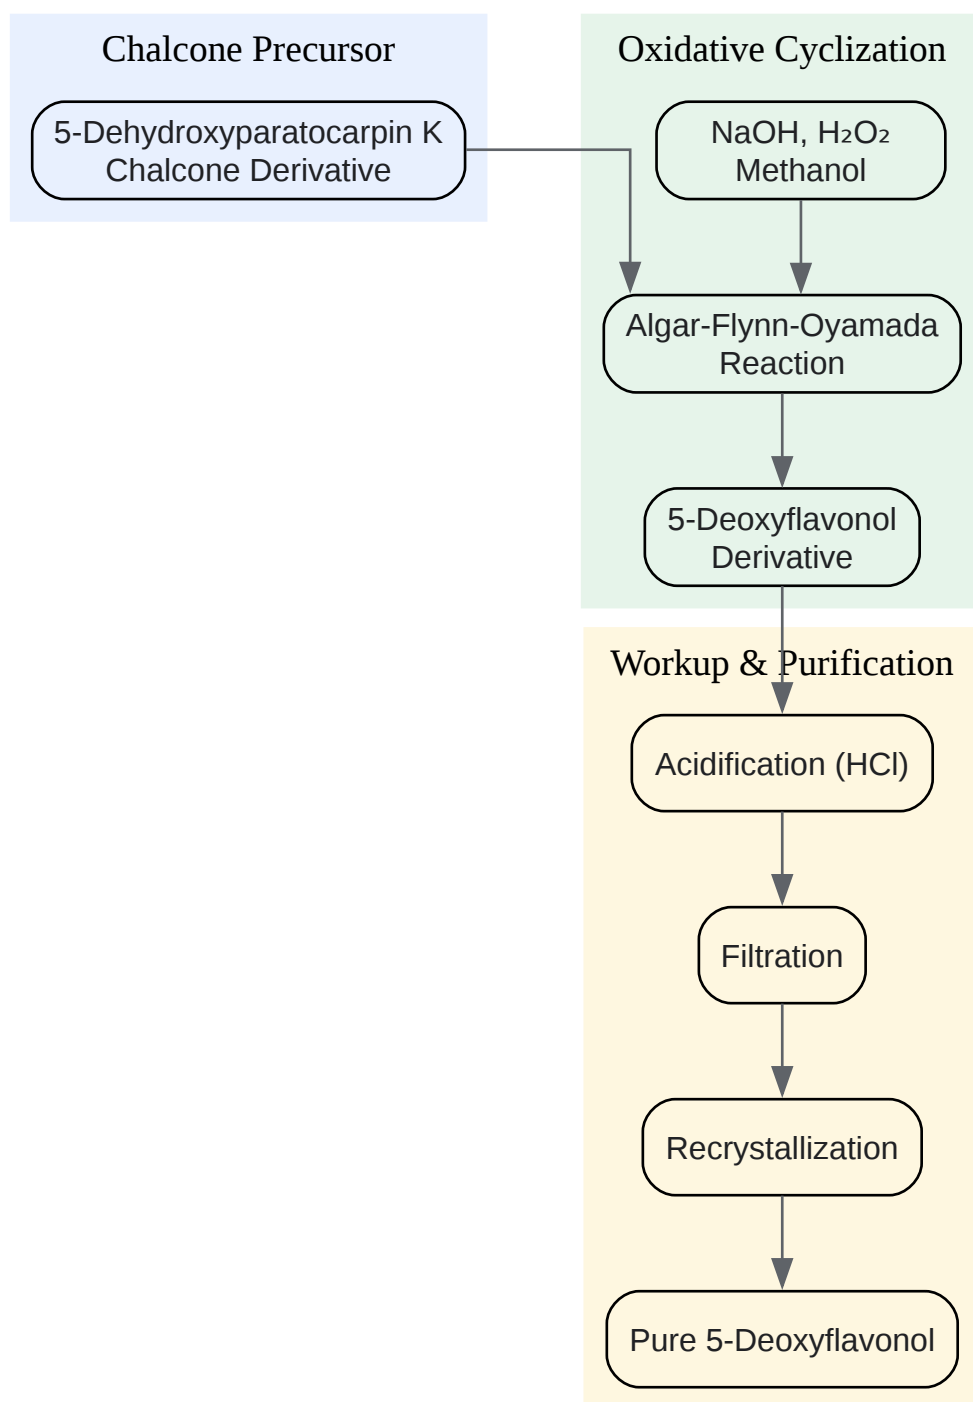 Chalcone Precursor
5-Dehydroxyparatocarpin K
Chalcone Derivative
Oxidative Cyclization
NaOH, H₂O₂
Methanol
Algar-Flynn-Oyamada
Reaction
5-Deoxyflavonol
Derivative
Workup & Purification
Acidification (HCl)
Filtration
Recrystallization
Pure 5-Deoxyflavonol